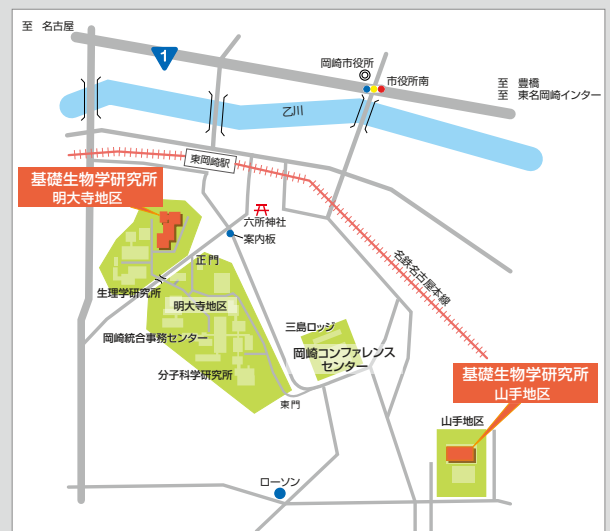 至 名古屋
1
岡崎市役所
市役所南
至 豊橋
至 東名岡崎インター
乙川
東岡崎駅
基礎生物学研究所
明大寺地区
六所神社
案内板
正門
名鉄名古屋本線
生理学研究所
明大寺地区
三島ロッジ
岡崎統合事務センター
岡崎コンファレンス
センター
分子科学研究所
基礎生物学研究所
山手地区
東門
山手地区
ローソン